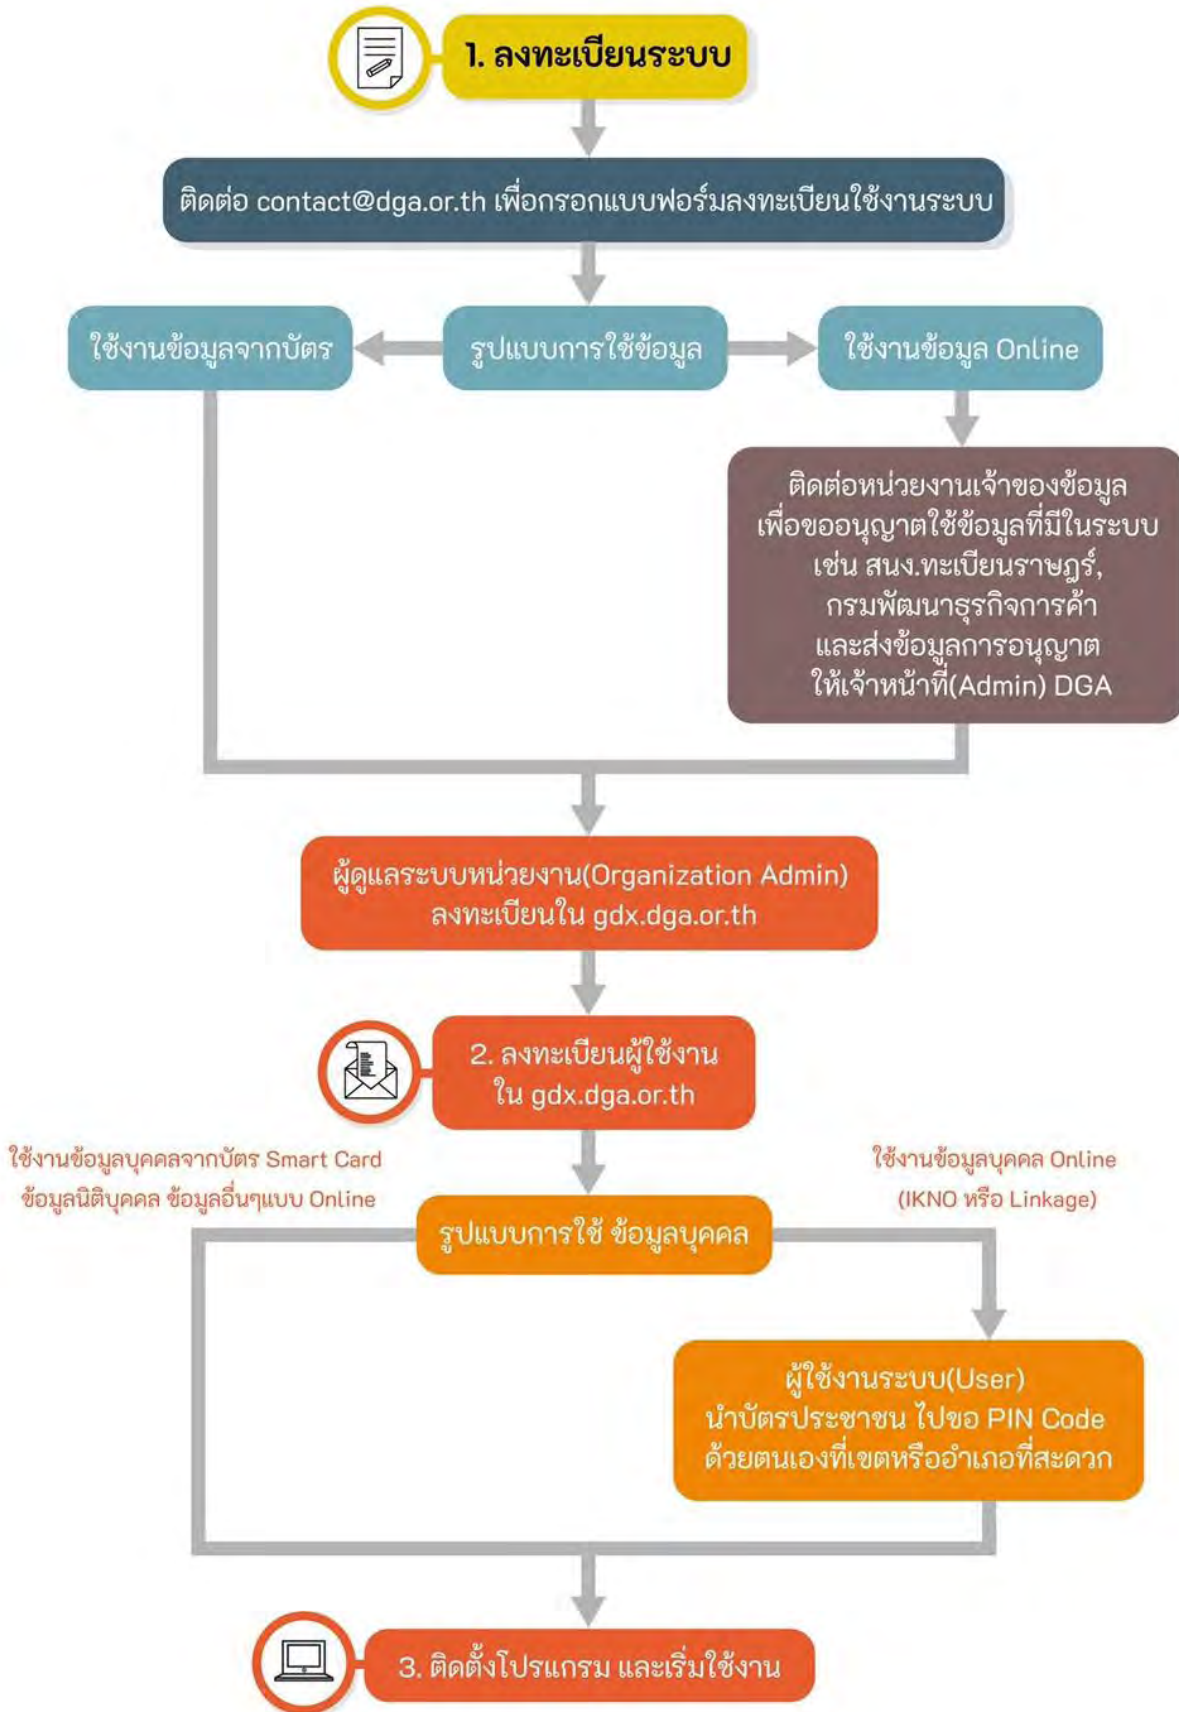 1. ลงทะเบียนระบบ
ติดต่อ contact@dga.or.th เพื่อกรอกแบบฟอร์มลงทะเบียนใช้งานระบบ
ใช้งานข้อมูลจากบัตร
รูปแบบการใช้ข้อมูล
ใช้งานข้อมูล Online
ติดต่อหน่วยงานเจ้าของข้อมูล
เพื่อขออนุญาตใช้ข้อมูลที่มีในระบบ
เช่น สนง.ทะเบียนราษฎร์,
กรมพัฒนาธุรกิจการค้า
และส่งข้อมูลการอนุญาต
ให้เจ้าหน้าที่(Admin) DGA
ผู้ดูแลระบบหน่วยงาน(Organization Admin)
ลงทะเบียนใน gdx.dga.or.th
2. ลงทะเบียนผู้ใช้งาน
ใน gdx.dga.or.th
ใช้งานข้อมูลบุคคลจากบัตร Smart Card
ข้อมูลนิติบุคคล ข้อมูลอื่นๆแบบ Online
ใช้งานข้อมูลบุคคล Online
(IKNO หรือ Linkage)
รูปแบบการใช้ ข้อมูลบุคคล
ผู้ใช้งานระบบ(User)
นำบัตรประชาชน ไปขอ PIN Code
ด้วยตนเองที่เขตหรืออำเภอที่สะดวก
3. ติดตั้งโปรแกรม และเริ่มใช้งาน